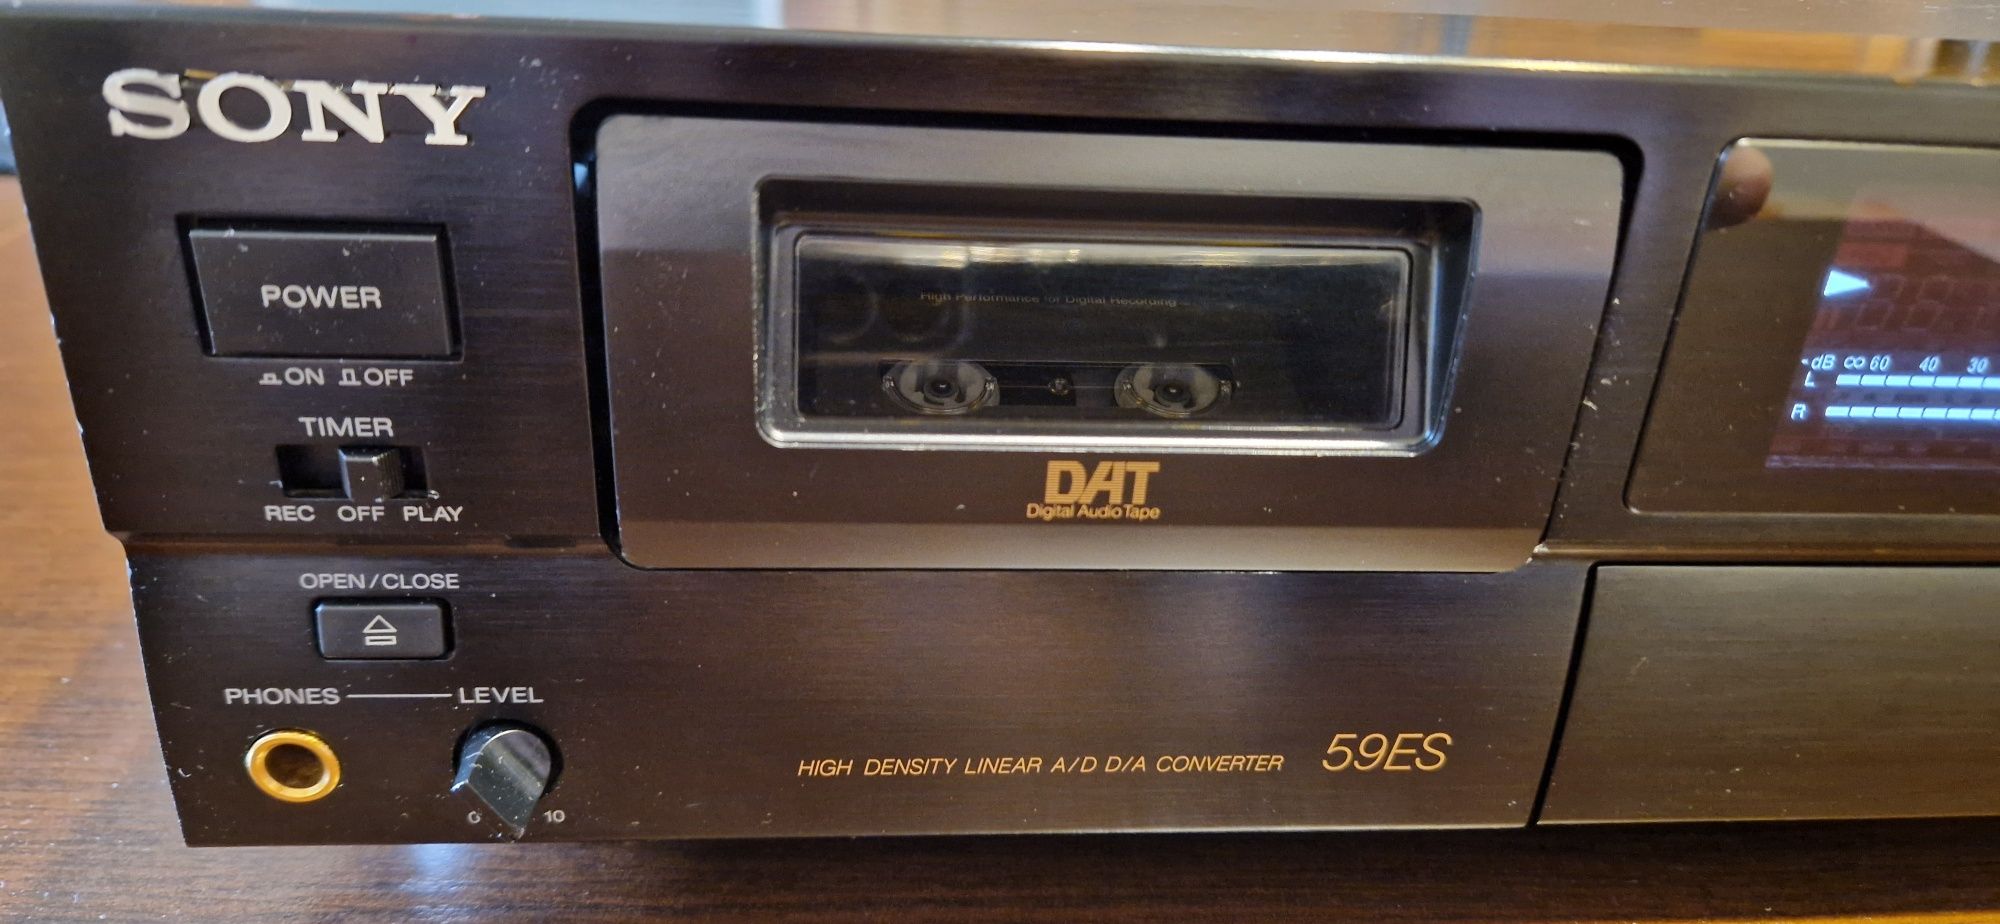 SONY
POWER
ON OFF
TIMER
REC OFF PLAY
OPEN/CLOSE
PHONES LEVEL
0 10
High Performance for Digital Recording
DAT
Digital Audio Tape
HIGH DENSITY LINEAR A/D D/A CONVERTER 59ES
-dB ∞ 60 40 30
L
R